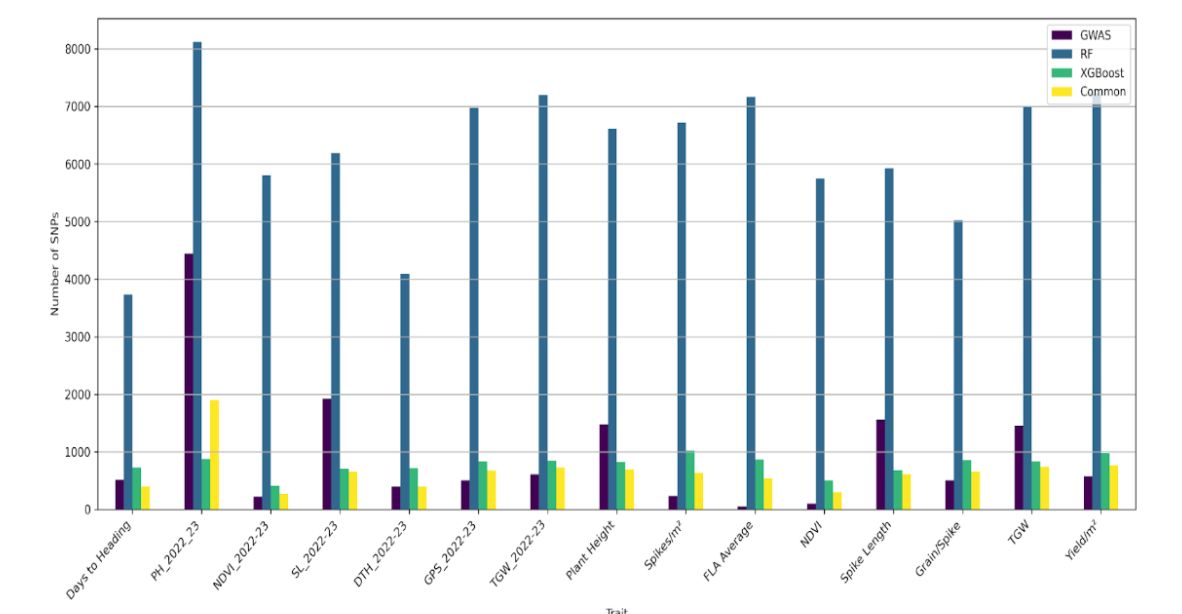 GWAS
RF
XGBoost
Common
Number of SNPs
8000
7000
6000
5000
4000
3000
2000
1000
0
Days to Heading
PH_2022_23
NDVI_2022-23
SL_2022-23
DTH_2022-23
GPS_2022-23
TGW_2022-23
Plant Height
Spikes/m²
FLA Average
NDVI
Spike Length
Grain/Spike
TGW
Yield/m²
Trait